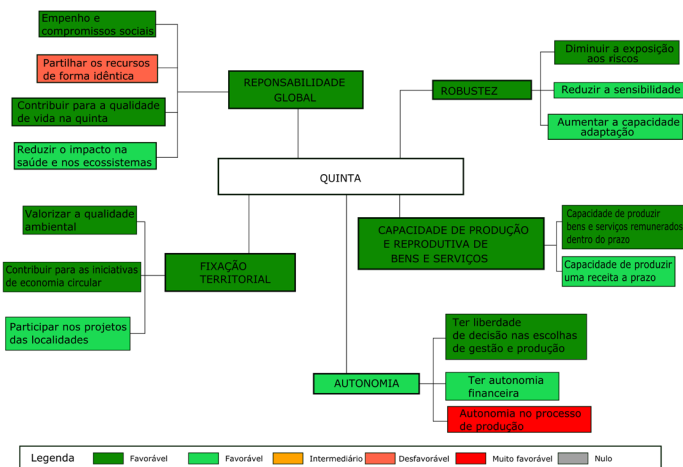 Empenho e
compromissos sociais
Partilhar os recursos
de forma idêntica
Contribuir para a qualidade
de vida na quinta
Reduzir o impacto na
saúde e nos ecossistemas
REPONSABILIDADE
GLOBAL
ROBUSTEZ
Diminuir a exposição
aos riscos
Reduzir a sensibilidade
Aumentar a capacidade
adaptação
QUINTA
Valorizar a qualidade
ambiental
Contribuir para as iniciativas
de economia circular
Participar nos projetos
das localidades
FIXAÇÃO
TERRITORIAL
CAPACIDADE DE PRODUÇÃO
E REPRODUTIVA DE
BENS E SERVIÇOS
Capacidade de produzir
bens e serviços remunerados
dentro do prazo
Capacidade de produzir
uma receita a prazo
AUTONOMIA
Ter liberdade
de decisão nas escolhas
de gestão e produção
Ter autonomia
financeira
Autonomia no processo
de produção
Legenda Favorável Favorável Intermediário Desfavorável Muito favorável Nulo